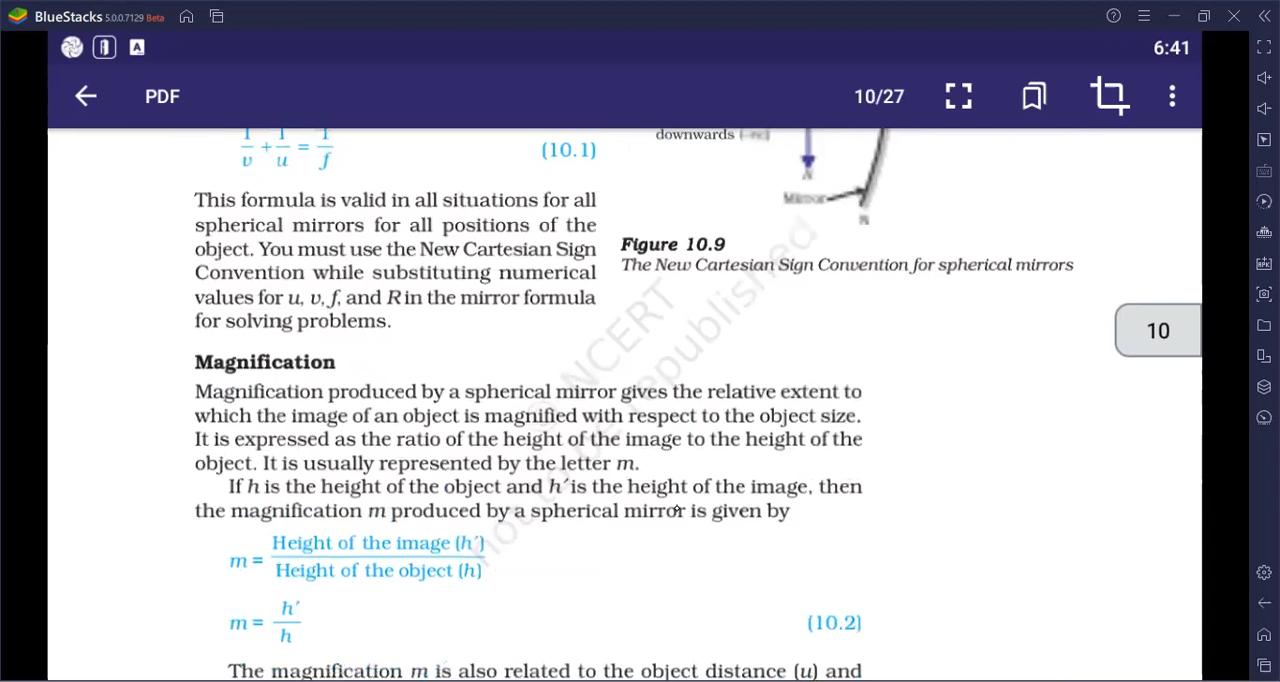 BlueStacks 5.0.0.7129 Beta
A
6:41
PDF
10/27
1/v + 1/u = 1/f (10.1)
downwards (–ve)
N
Mirror
This formula is valid in all situations for all
spherical mirrors for all positions of the
object. You must use the New Cartesian Sign
Convention while substituting numerical
values for u, v, f, and R in the mirror formula
for solving problems.
Figure 10.9
The New Cartesian Sign Convention for spherical mirrors
10
© NCERT
not to be republished
Magnification
Magnification produced by a spherical mirror gives the relative extent to
which the image of an object is magnified with respect to the object size.
It is expressed as the ratio of the height of the image to the height of the
object. It is usually represented by the letter m.
If h is the height of the object and h′ is the height of the image, then
the magnification m produced by a spherical mirror is given by
m = Height of the image (h′) / Height of the object (h)
m = h′ / h (10.2)
The magnification m is also related to the object distance (u) and